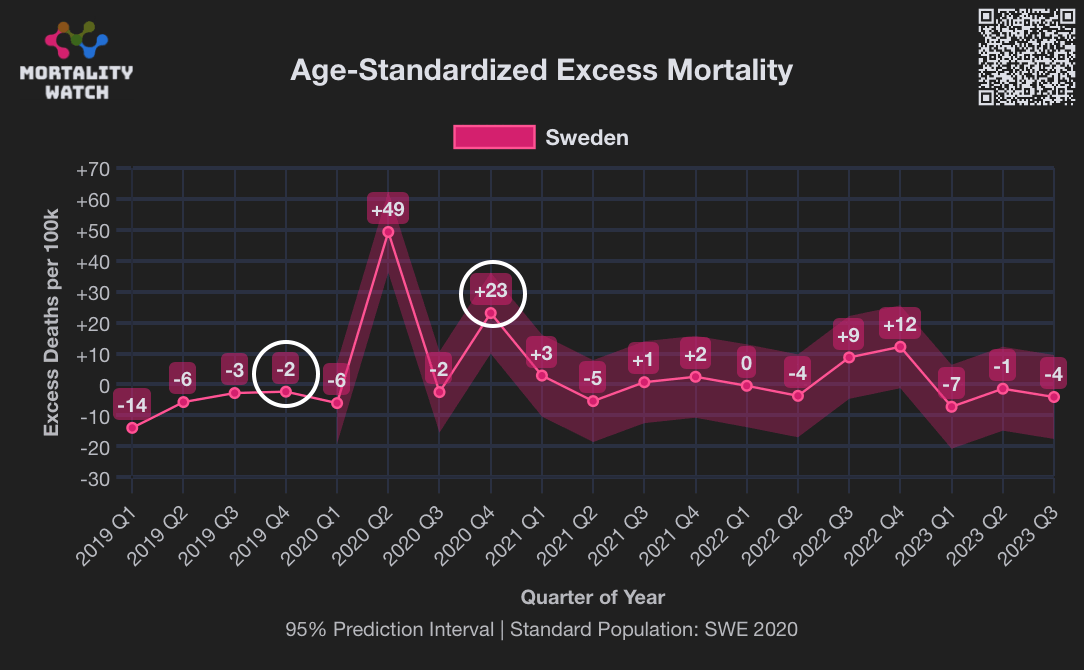 MORTALITY
WATCH
Age-Standardized Excess Mortality
Sweden
Excess Deaths per 100k
+70
+60
+50
+40
+30
+20
+10
0
-10
-20
-30
-14
-6
-3
-2
-6
+49
-2
+23
+3
-5
+1
+2
0
-4
+9
+12
-7
-1
-4
2019 Q1
2019 Q2
2019 Q3
2019 Q4
2020 Q1
2020 Q2
2020 Q3
2020 Q4
2021 Q1
2021 Q2
2021 Q3
2021 Q4
2022 Q1
2022 Q2
2022 Q3
2022 Q4
2023 Q1
2023 Q2
2023 Q3
Quarter of Year
95% Prediction Interval | Standard Population: SWE 2020